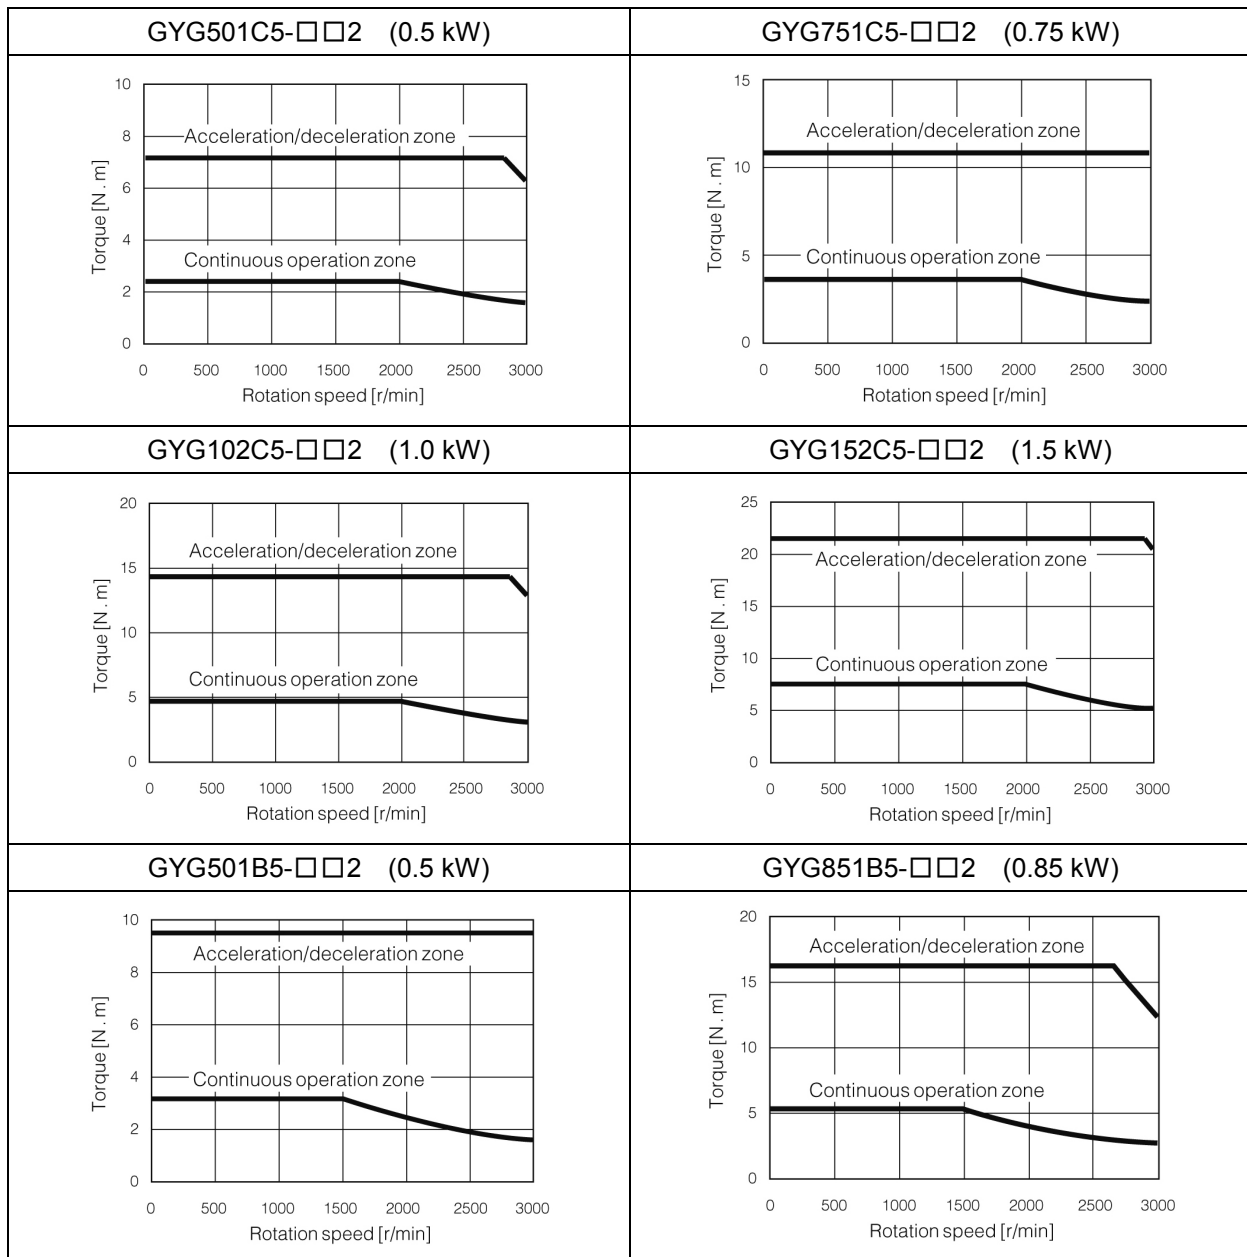 GYG501C5-□□2 (0.5 kW)
10
8
6
4
2
0
Torque [N . m]
Acceleration/deceleration zone
Continuous operation zone
0 500 1000 1500 2000 2500 3000
Rotation speed [r/min]
GYG751C5-□□2 (0.75 kW)
15
10
5
0
Torque [N . m]
Acceleration/deceleration zone
Continuous operation zone
0 500 1000 1500 2000 2500 3000
Rotation speed [r/min]
GYG102C5-□□2 (1.0 kW)
20
15
10
5
0
Torque [N . m]
Acceleration/deceleration zone
Continuous operation zone
0 500 1000 1500 2000 2500 3000
Rotation speed [r/min]
GYG152C5-□□2 (1.5 kW)
25
20
15
10
5
0
Torque [N . m]
Acceleration/deceleration zone
Continuous operation zone
0 500 1000 1500 2000 2500 3000
Rotation speed [r/min]
GYG501B5-□□2 (0.5 kW)
10
8
6
4
2
0
Torque [N . m]
Acceleration/deceleration zone
Continuous operation zone
0 500 1000 1500 2000 2500 3000
Rotation speed [r/min]
GYG851B5-□□2 (0.85 kW)
20
15
10
5
0
Torque [N . m]
Acceleration/deceleration zone
Continuous operation zone
0 500 1000 1500 2000 2500 3000
Rotation speed [r/min]